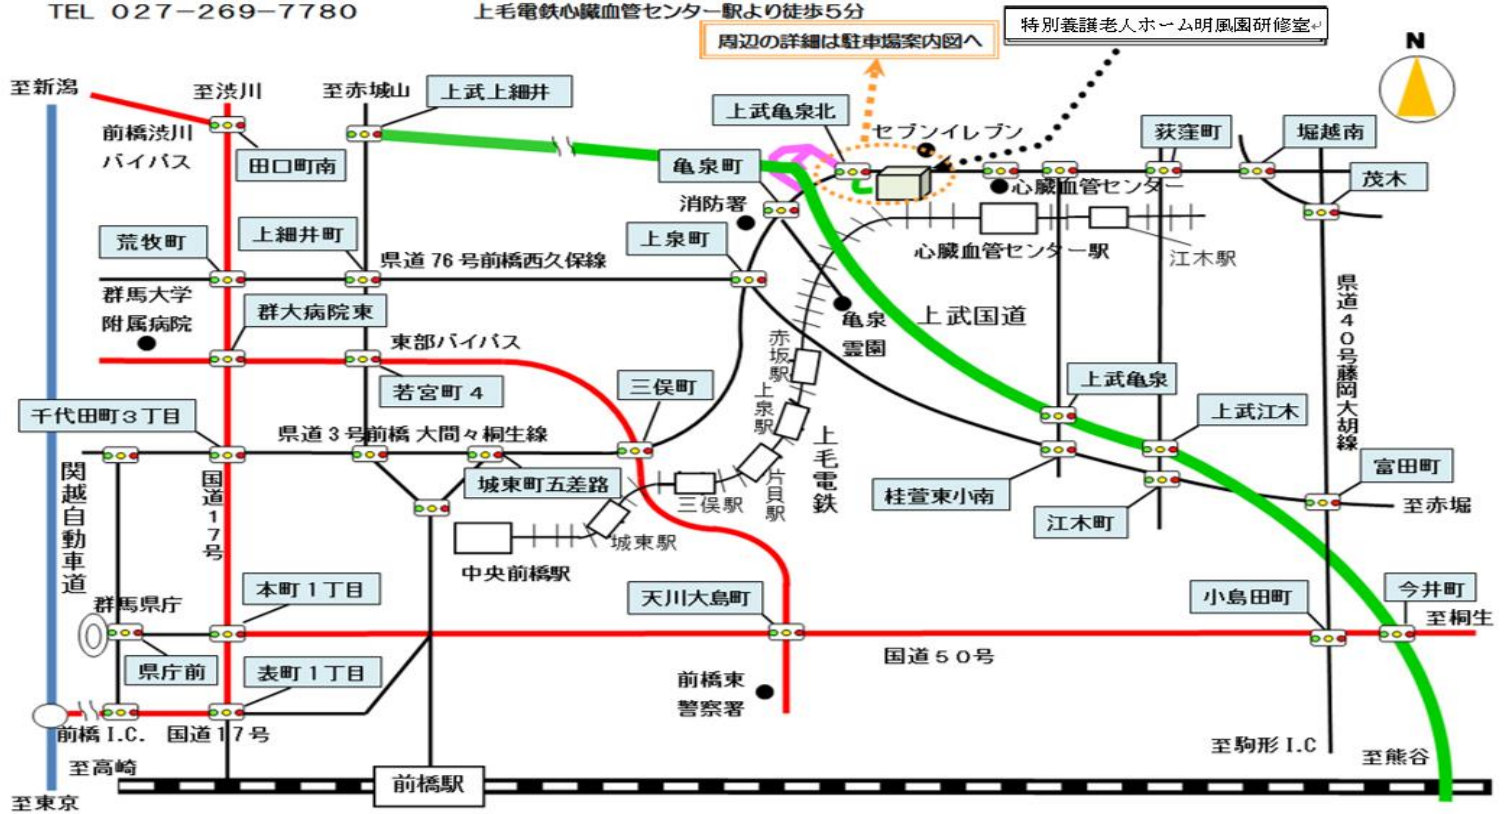 TEL 027-269-7780
上毛電鉄心臓血管センター駅より徒歩5分
特別養護老人ホーム明風園研修室
周辺の詳細は駐車場案内図へ
N
至新潟
至渋川
至赤城山
上武上細井
上武亀泉北
セブンイレブン
荻窪町
堀越南
前橋渋川
バイパス
田口町南
亀泉町
心臓血管センター
茂木
消防署
荒牧町
上細井町
上泉町
県道76号前橋西久保線
心臓血管センター駅
江木駅
群馬大学
附属病院
群大病院東
東部バイパス
亀泉
霊園
上武国道
県道40号藤岡大胡線
赤坂駅
若宮町4
三俣町
上武亀泉
上武江木
千代田町3丁目
県道3号前橋 大間々桐生線
上泉駅
上毛電鉄
関越自動車道
国道17号
城東町五差路
三俣駅
片貝駅
桂萱東小南
富田町
至赤堀
江木町
城東駅
中央前橋駅
群馬県庁
本町1丁目
天川大島町
小島田町
今井町
至桐生
県庁前
表町1丁目
国道50号
前橋東
警察署
前橋I.C.
国道17号
至高崎
至駒形I.C
至熊谷
前橋駅
至東京